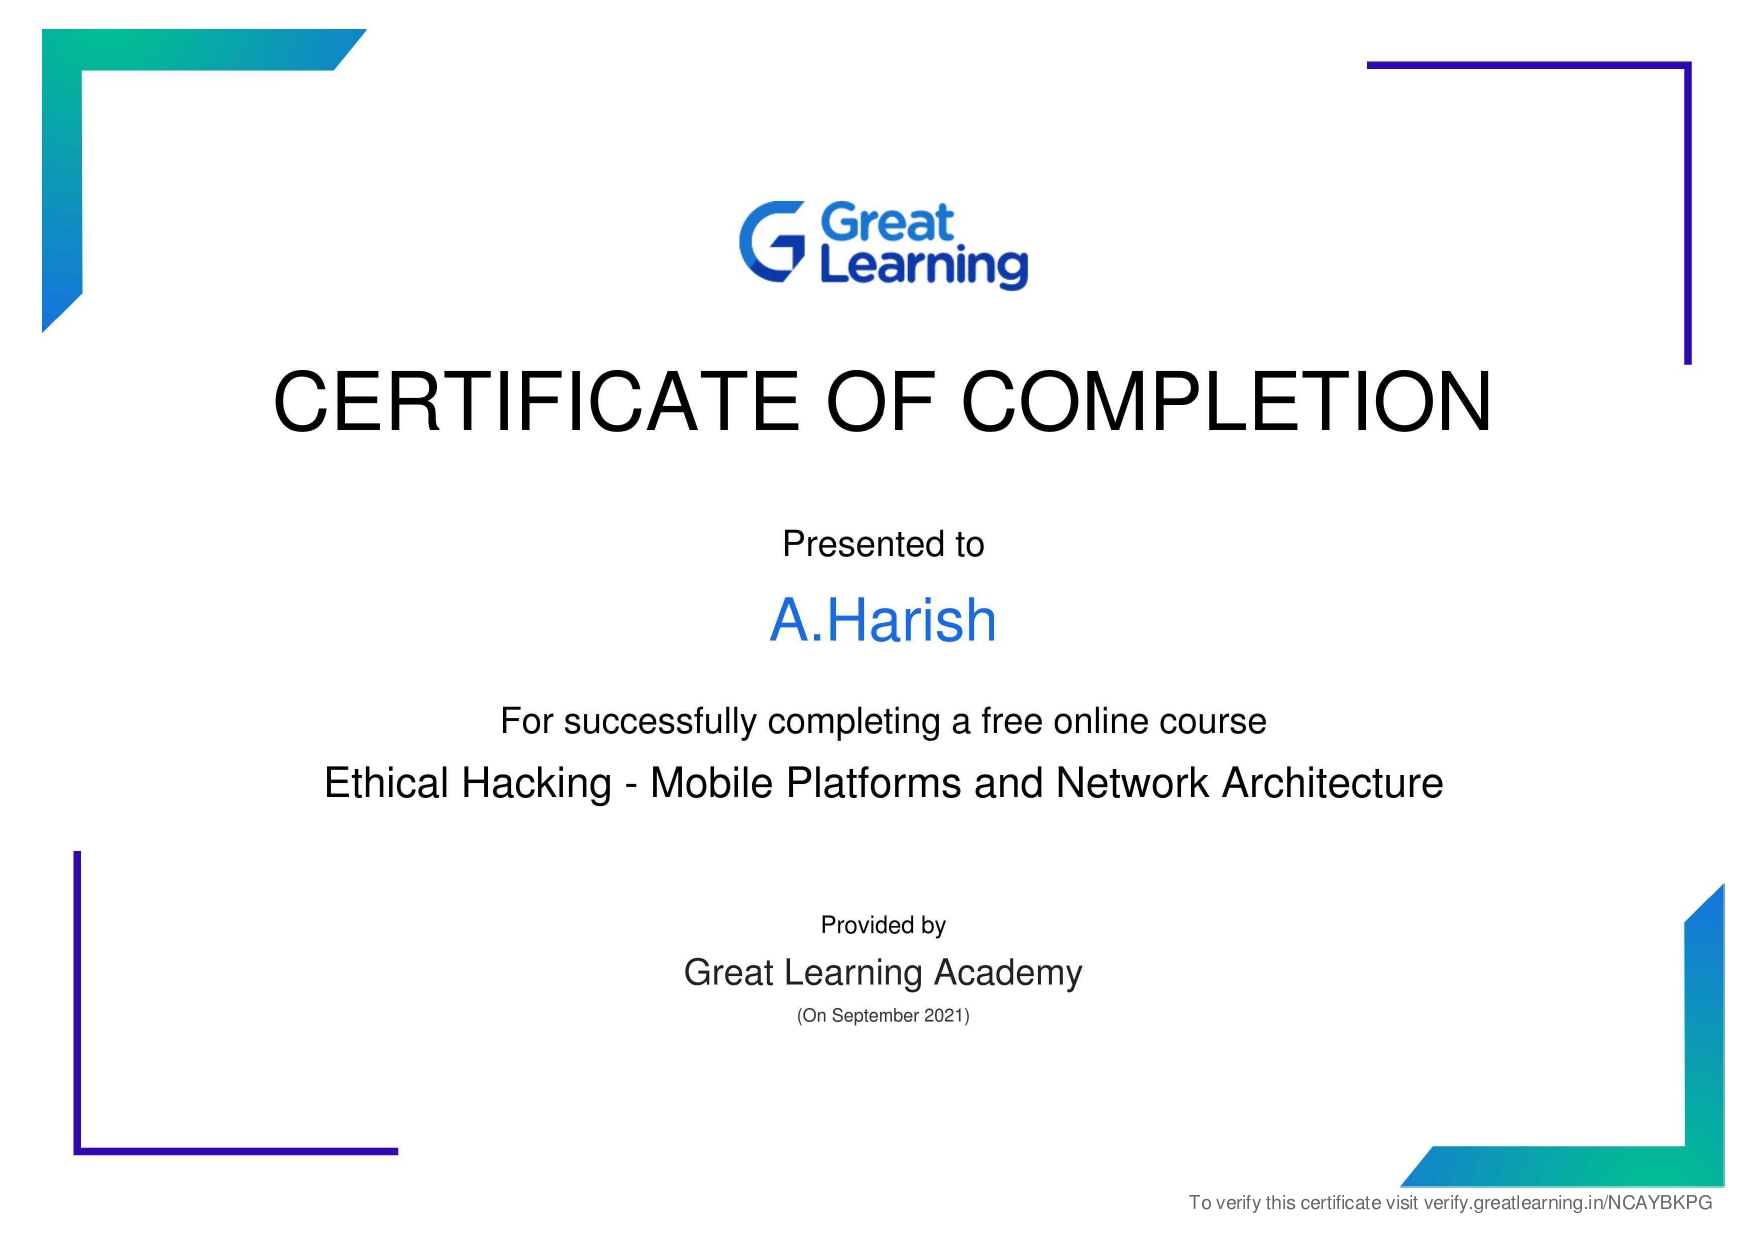 Great
Learning
CERTIFICATE OF COMPLETION
Presented to
A.Harish
For successfully completing a free online course
Ethical Hacking - Mobile Platforms and Network Architecture
Provided by
Great Learning Academy
(On September 2021)
To verify this certificate visit verify.greatlearning.in/NCAYBKPG